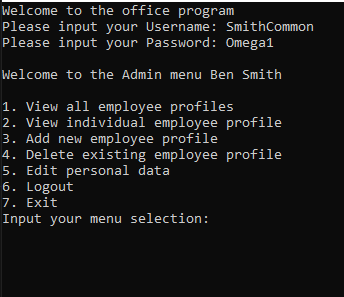 Welcome to the office program
Please input your Username: SmithCommon
Please input your Password: Omega1
Welcome to the Admin menu Ben Smith
1. View all employee profiles
2. View individual employee profile
3. Add new employee profile
4. Delete existing employee profile
5. Edit personal data
6. Logout
7. Exit
Input your menu selection: